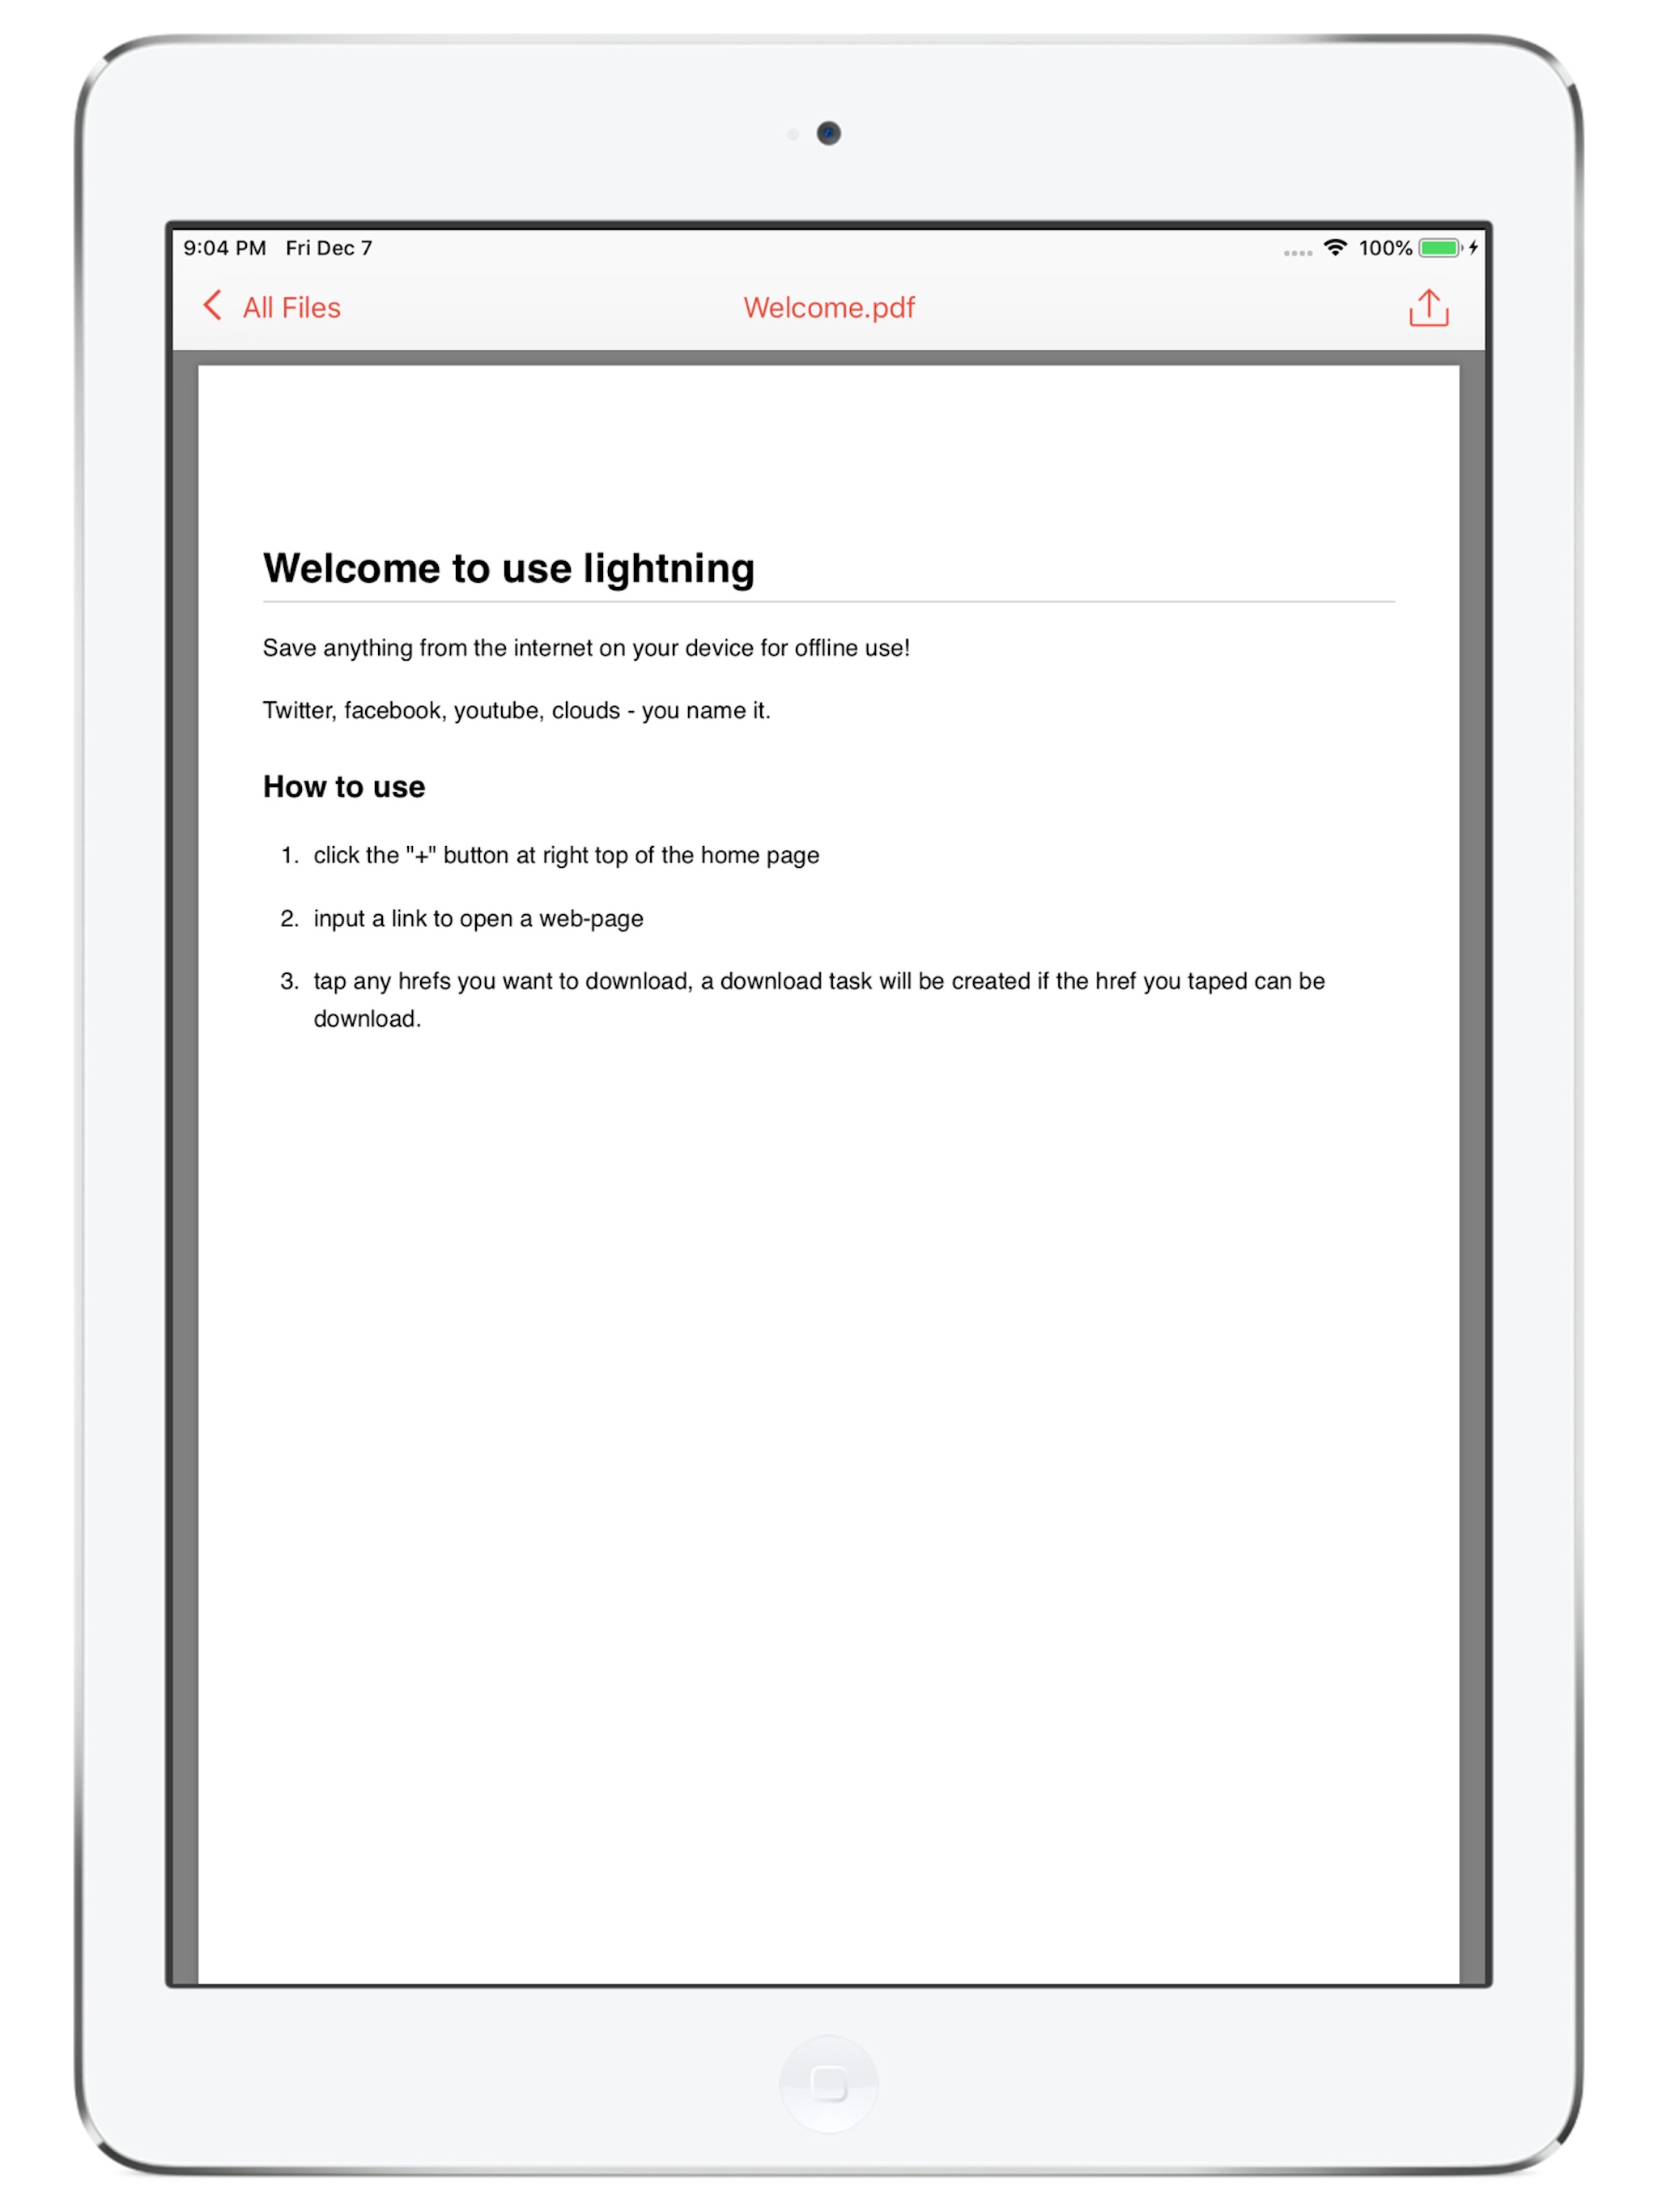 9:04 PM Fri Dec 7 100%
All Files Welcome.pdf
Welcome to use lightning
Save anything from the internet on your device for offline use!
Twitter, facebook, youtube, clouds - you name it.
How to use
1. click the "+" button at right top of the home page
2. input a link to open a web-page
3. tap any hrefs you want to download, a download task will be created if the href you taped can be
download.